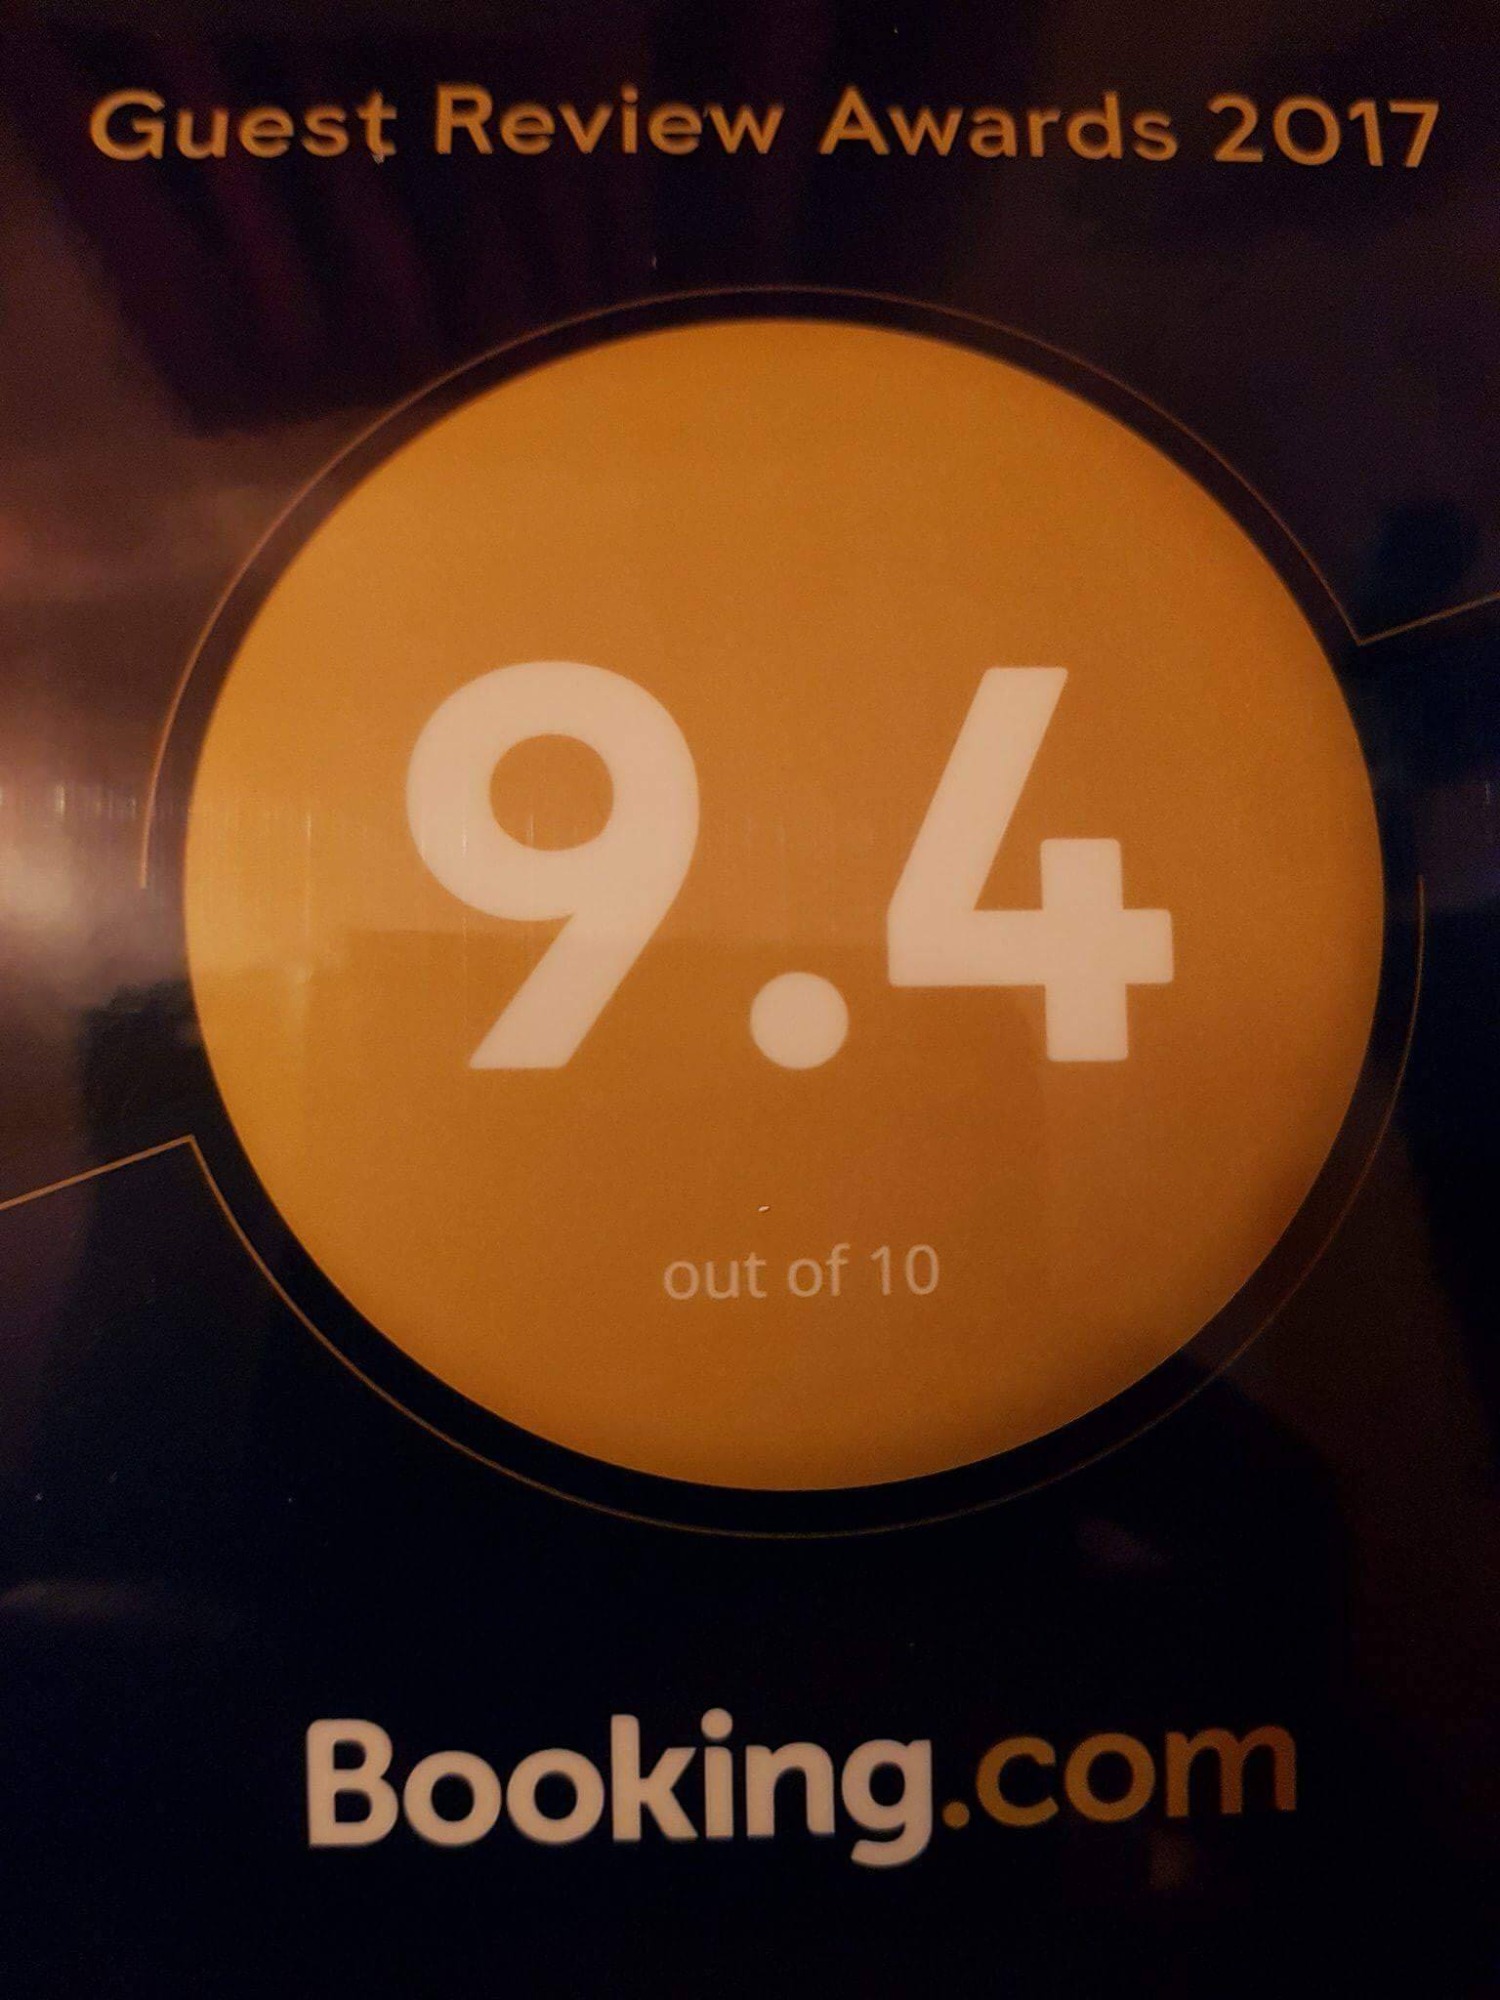 Guest Review Awards 2017
9.4
out of 10
Booking.com